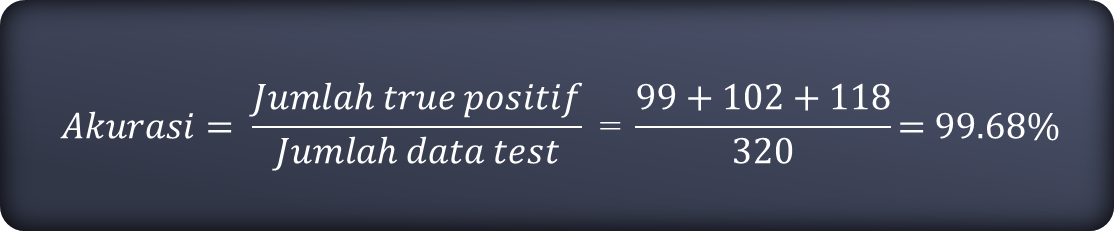 Akurasi = Jumlah true positif / Jumlah data test = 99 + 102 + 118 / 320 = 99.68%